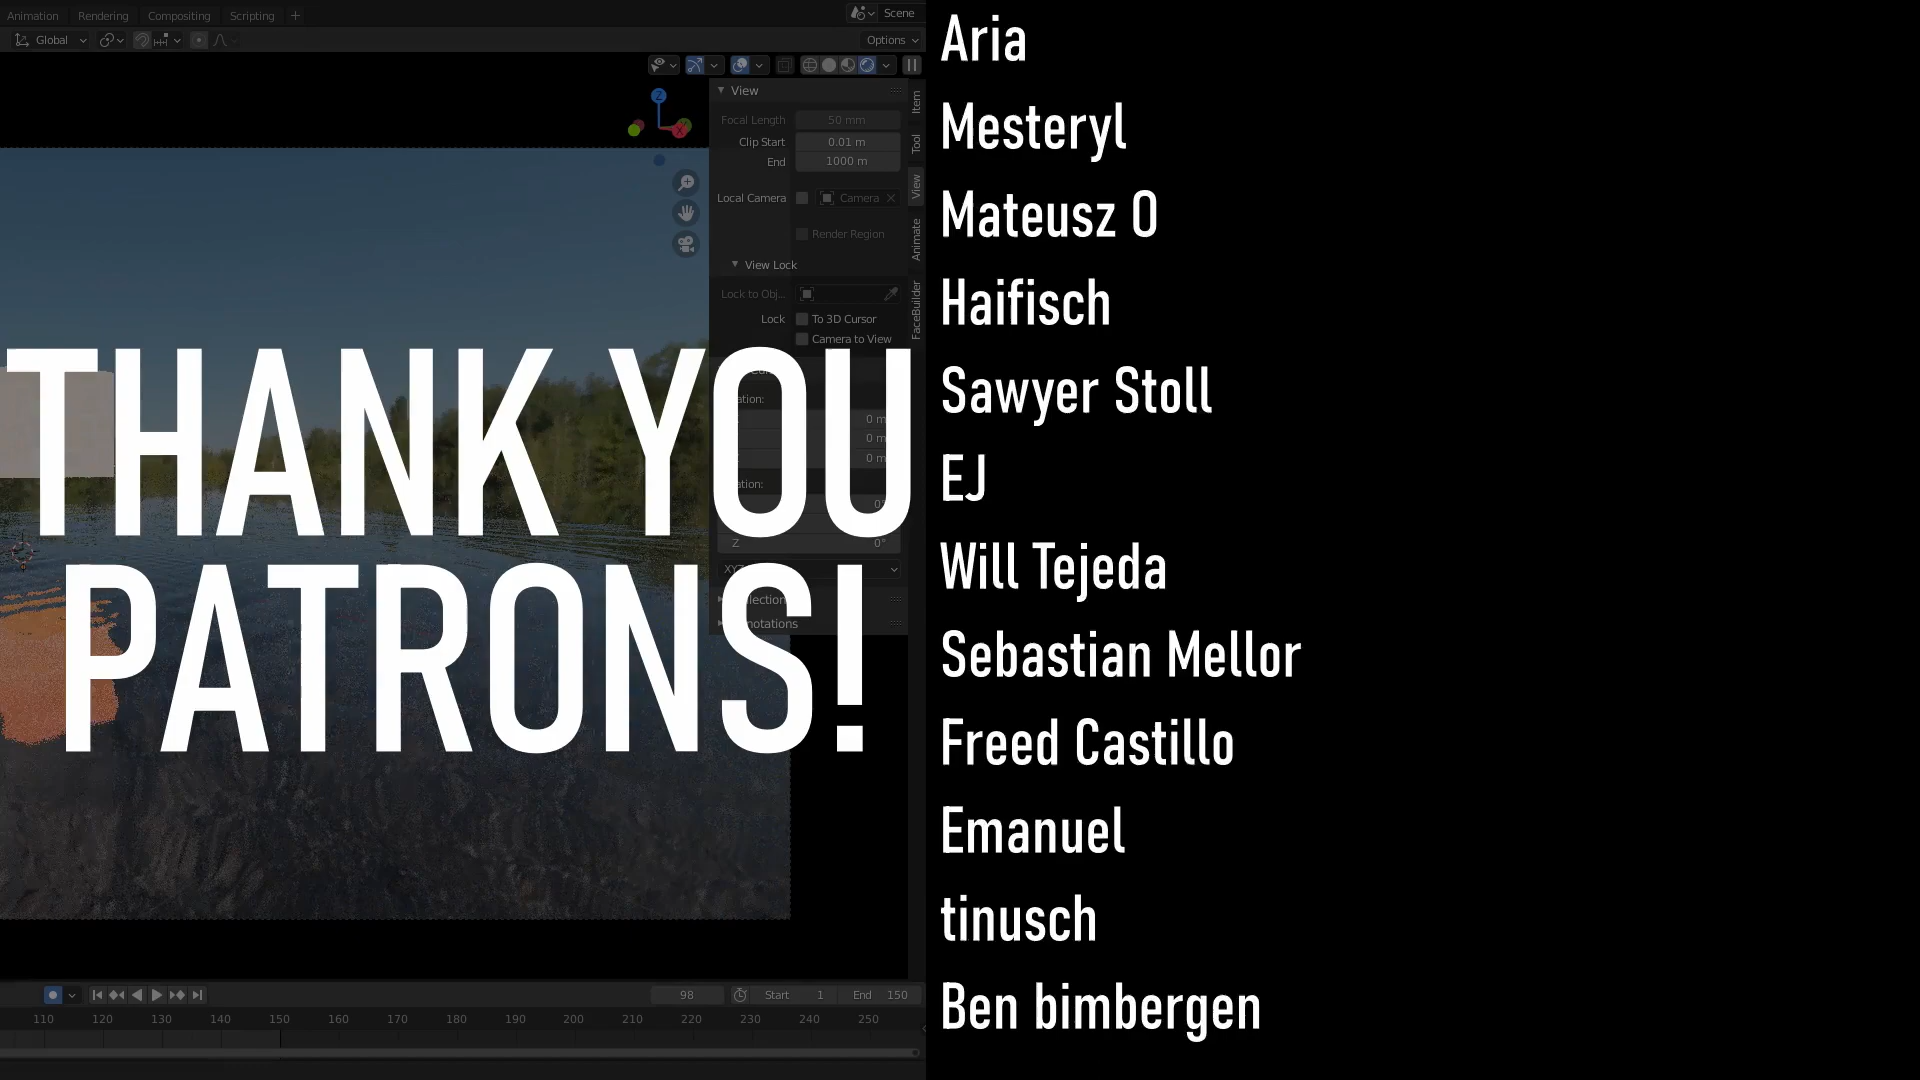 Animation Rendering Compositing Scripting + Scene
Global Options
View
Focal Length 50 mm
Clip Start 0.01 m
End 1000 m
Local Camera Camera
Render Region
View Lock
Lock to Obj...
Lock To 3D Cursor
Camera to View
0 m
0 m
0 m
Z 0°
Item
Tool
View
Animate
FaceBuilder
Z
X
THANK YOU
PATRONS!
98 Start 1 End 150
110 120 130 140 150 160 170 180 190 200 210 220 230 240 250
Aria
Mesteryl
Mateusz O
Haifisch
Sawyer Stoll
EJ
Will Tejeda
Sebastian Mellor
Freed Castillo
Emanuel
tinusch
Ben bimbergen